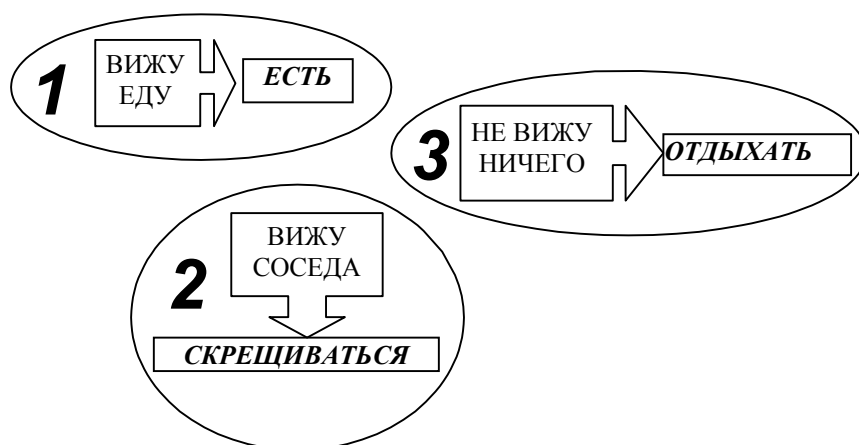 1
ВИЖУ
ЕДУ
ЕСТЬ
3
НЕ ВИЖУ
НИЧЕГО
ОТДЫХАТЬ
2
ВИЖУ
СОСЕДА
СКРЕЩИВАТЬСЯ